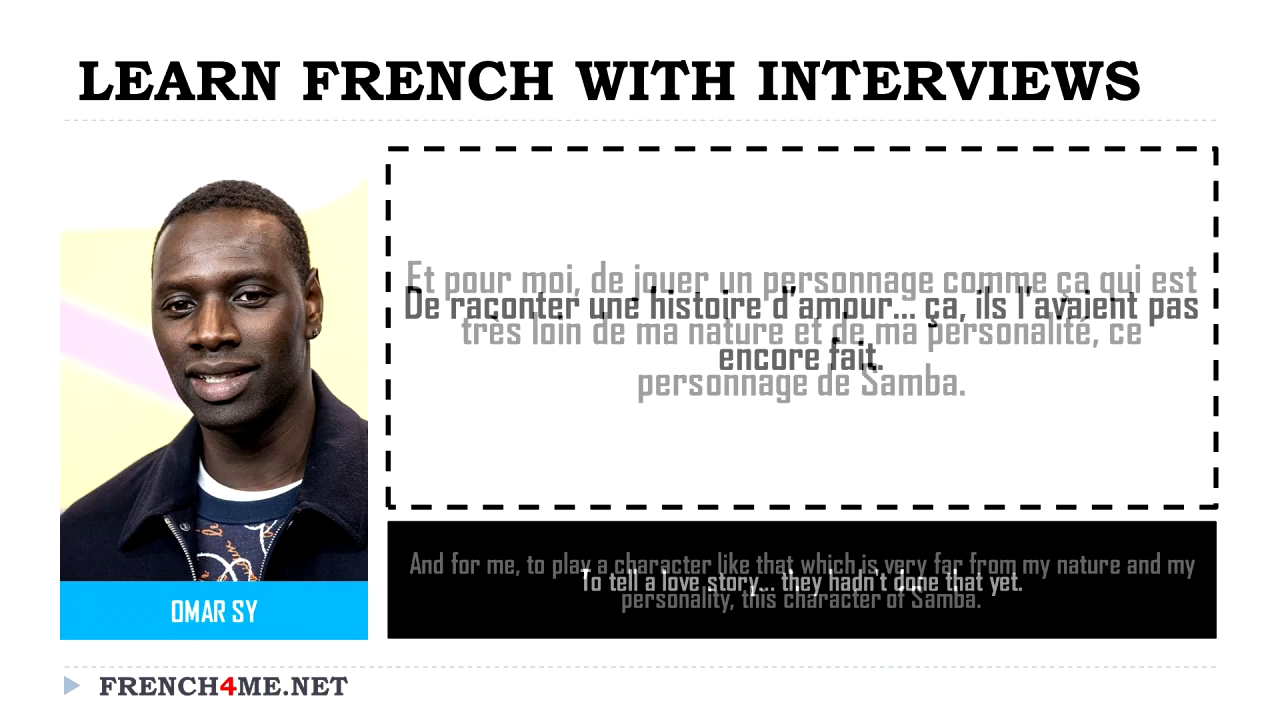 LEARN FRENCH WITH INTERVIEWS
Et pour moi, de jouer un personnage comme ça qui est
De raconter une histoire d'amour... ça, ils l'avaient pas
très loin de ma nature et de ma personalité, ce
encore fait.
personnage de Samba.
And for me, to play a character like that which is very far from my nature and my
To tell a love story... they hadn't done that yet.
personality, this character of Samba.
OMAR SY
FRENCH4ME.NET